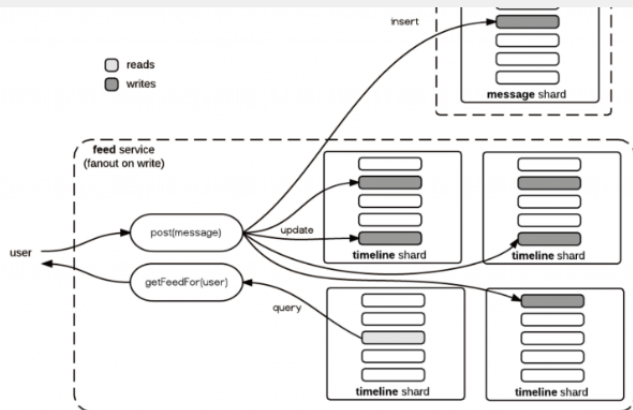 insert
reads
writes
message shard
feed service
(fanout on write)
post(message)
update
user
timeline shard
timeline shard
getFeedFor(user)
query
timeline shard
timeline shard